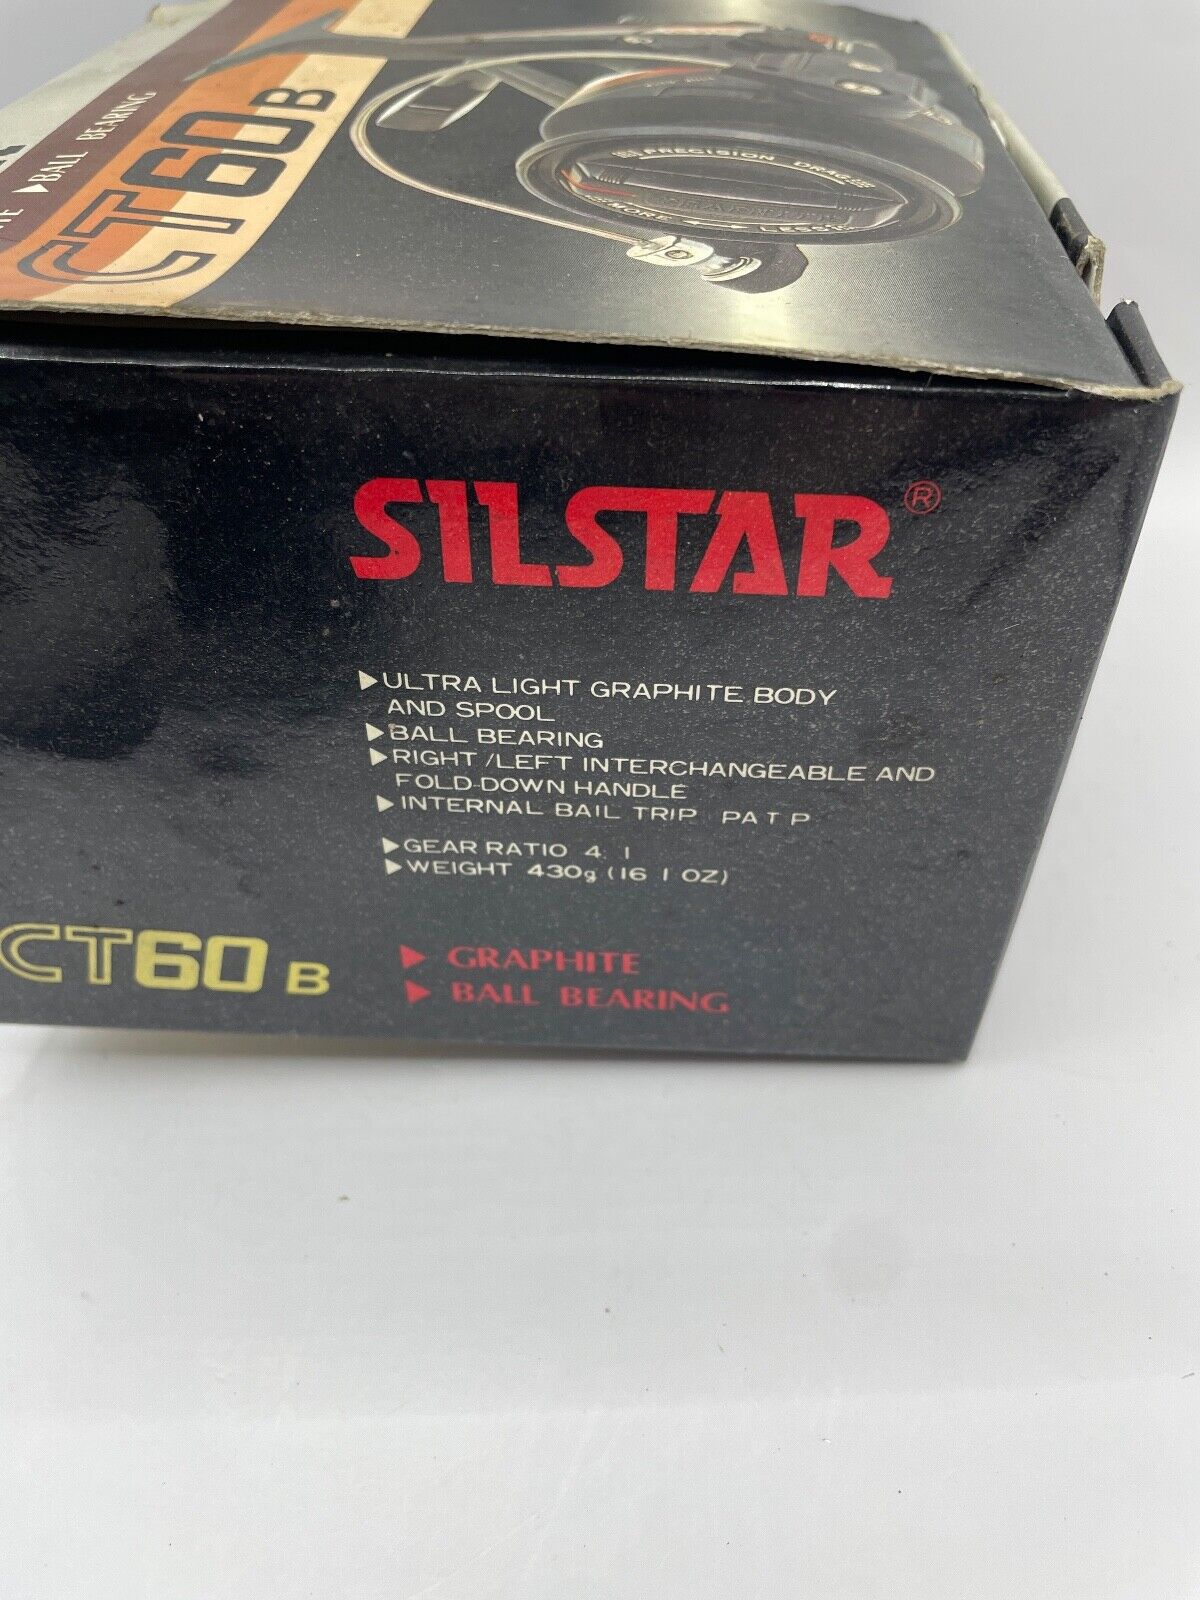 ▶BALL BEARING
CT60B
PRECISION DRAG
MORE ◀▶ LESS
SILSTAR®
▶ULTRA LIGHT GRAPHITE BODY
AND SPOOL
▶BALL BEARING
▶RIGHT /LEFT INTERCHANGEABLE AND
FOLD-DOWN HANDLE
▶INTERNAL BAIL TRIP PAT P
▶GEAR RATIO 4: 1
▶WEIGHT 430g (16 1 OZ)
CT60 B
▶ GRAPHITE
▶ BALL BEARING